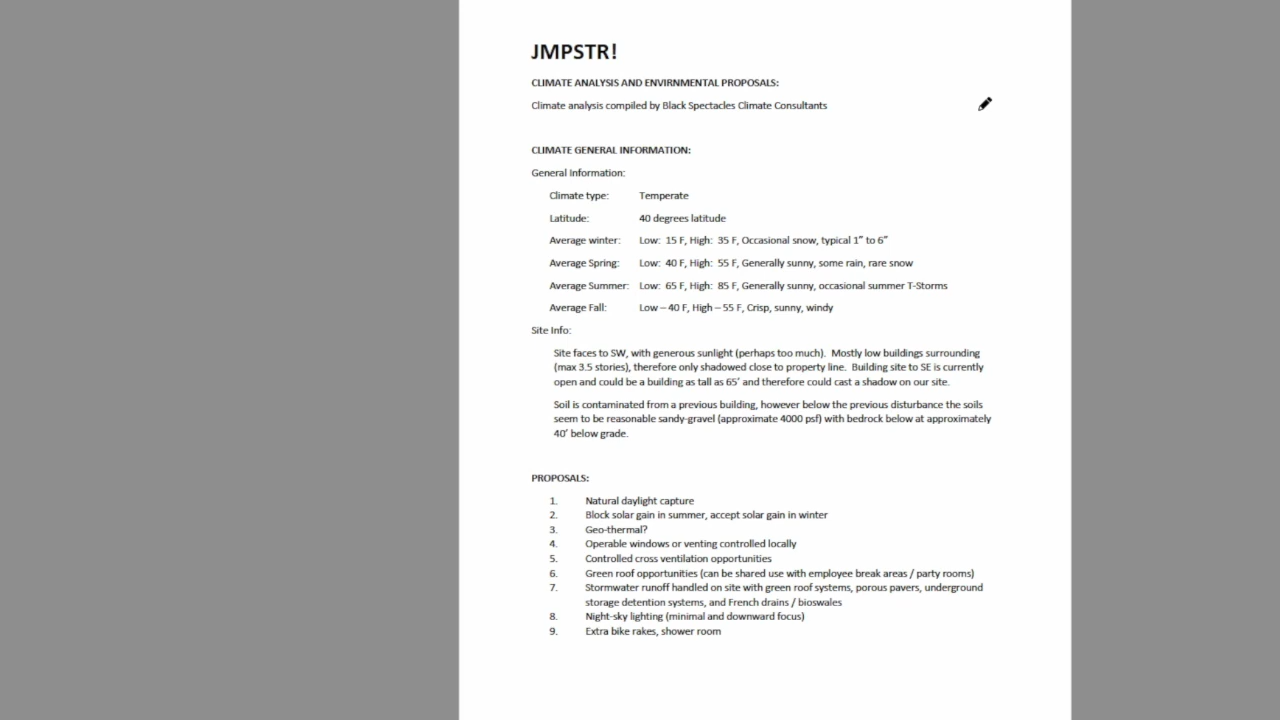 JMPSTR!
CLIMATE ANALYSIS AND ENVIRNMENTAL PROPOSALS:
Climate analysis compiled by Black Spectacles Climate Consultants
CLIMATE GENERAL INFORMATION:
General Information:
Climate type: Temperate
Latitude: 40 degrees latitude
Average winter: Low: 15 F, High: 35 F, Occasional snow, typical 1” to 6”
Average Spring: Low: 40 F, High: 55 F, Generally sunny, some rain, rare snow
Average Summer: Low: 65 F, High: 85 F, Generally sunny, occasional summer T-Storms
Average Fall: Low – 40 F, High – 55 F, Crisp, sunny, windy
Site Info:
Site faces to SW, with generous sunlight (perhaps too much). Mostly low buildings surrounding
(max 3.5 stories), therefore only shadowed close to property line. Building site to SE is currently
open and could be a building as tall as 65’ and therefore could cast a shadow on our site.
Soil is contaminated from a previous building, however below the previous disturbance the soils
seem to be reasonable sandy-gravel (approximate 4000 psf) with bedrock below at approximately
40’ below grade.
PROPOSALS:
1. Natural daylight capture
2. Block solar gain in summer, accept solar gain in winter
3. Geo-thermal?
4. Operable windows or venting controlled locally
5. Controlled cross ventilation opportunities
6. Green roof opportunities (can be shared use with employee break areas / party rooms)
7. Stormwater runoff handled on site with green roof systems, porous pavers, underground
storage detention systems, and French drains / bioswales
8. Night-sky lighting (minimal and downward focus)
9. Extra bike rakes, shower room